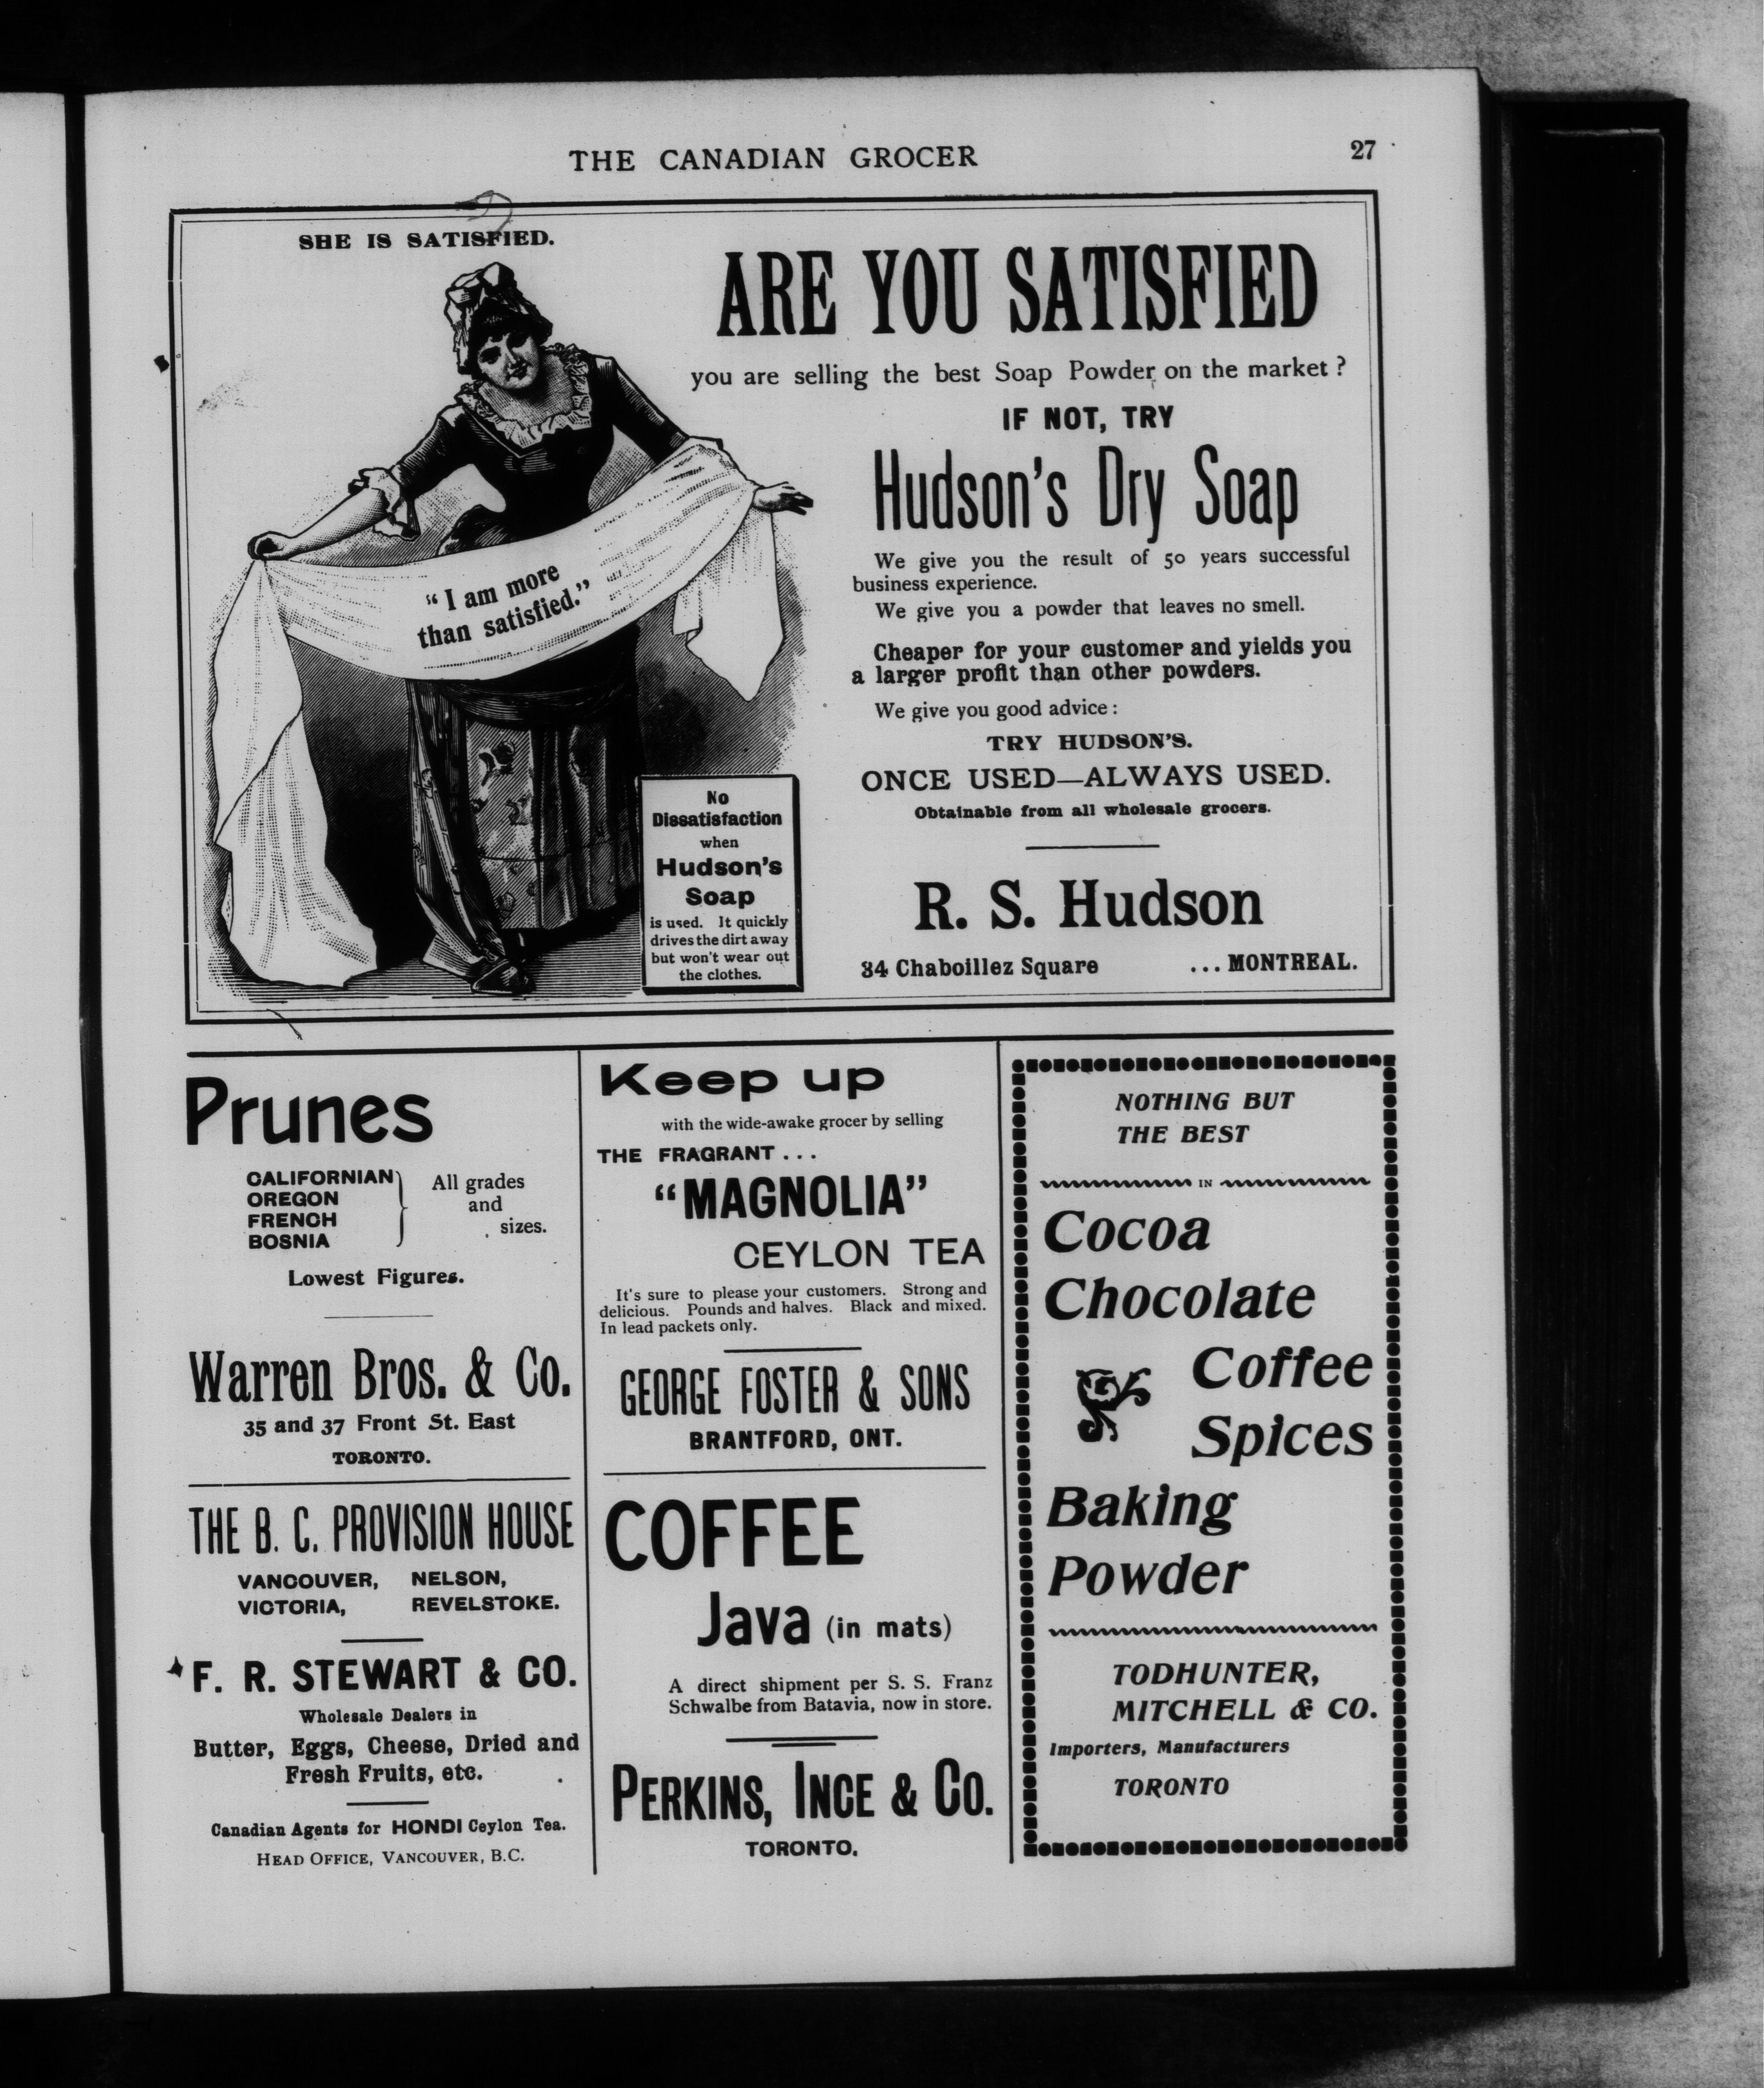 THE CANADIAN GROCER
27
SHE IS SATISFIED.
"I am more
than satisfied."
No
Dissatisfaction
when
Hudson's
Soap
is used. It quickly
drives the dirt away
but won't wear out
the clothes.
ARE YOU SATISFIED
you are selling the best Soap Powder on the market?
IF NOT, TRY
Hudson's Dry Soap
We give you the result of 50 years successful
business experience.
We give you a powder that leaves no smell.
Cheaper for your customer and yields you
a larger profit than other powders.
We give you good advice:
TRY HUDSON'S.
ONCE USED—ALWAYS USED.
Obtainable from all wholesale grocers.
R. S. Hudson
34 Chaboillez Square ... MONTREAL.
Prunes
CALIFORNIAN
OREGON
FRENCH
BOSNIA
All grades
and
sizes.
Lowest Figures.
Warren Bros. & Co.
35 and 37 Front St. East
TORONTO.
THE B. C. PROVISION HOUSE
VANCOUVER, NELSON,
VICTORIA, REVELSTOKE.
F. R. STEWART & CO.
Wholesale Dealers in
Butter, Eggs, Cheese, Dried and
Fresh Fruits, etc.
Canadian Agents for HONDI Ceylon Tea.
HEAD OFFICE, VANCOUVER, B.C.
Keep up
with the wide-awake grocer by selling
THE FRAGRANT ...
"MAGNOLIA"
CEYLON TEA
It's sure to please your customers. Strong and
delicious. Pounds and halves. Black and mixed.
In lead packets only.
GEORGE FOSTER & SONS
BRANTFORD, ONT.
COFFEE
Java (in mats)
A direct shipment per S. S. Franz
Schwalbe from Batavia, now in store.
PERKINS, INCE & CO.
TORONTO.
NOTHING BUT
THE BEST
IN
Cocoa
Chocolate
Coffee
Spices
Baking
Powder
TODHUNTER,
MITCHELL & CO.
Importers, Manufacturers
TORONTO